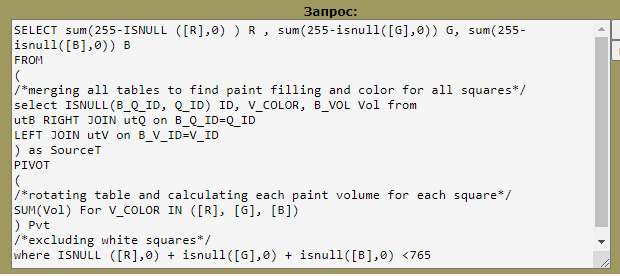 Запрос:
SELECT sum(255-ISNULL ([R],0) ) R , sum(255-isnull([G],0)) G, sum(255-
isnull([B],0)) B
FROM
(
/*merging all tables to find paint filling and color for all squares*/
select ISNULL(B_Q_ID, Q_ID) ID, V_COLOR, B_VOL Vol from
utB RIGHT JOIN utQ on B_Q_ID=Q_ID
LEFT JOIN utV on B_V_ID=V_ID
) as SourceT
PIVOT
(
/*rotating table and calculating each paint volume for each square*/
SUM(Vol) For V_COLOR IN ([R], [G], [B])
) Pvt
/*excluding white squares*/
where ISNULL ([R],0) + isnull([G],0) + isnull([B],0) <765